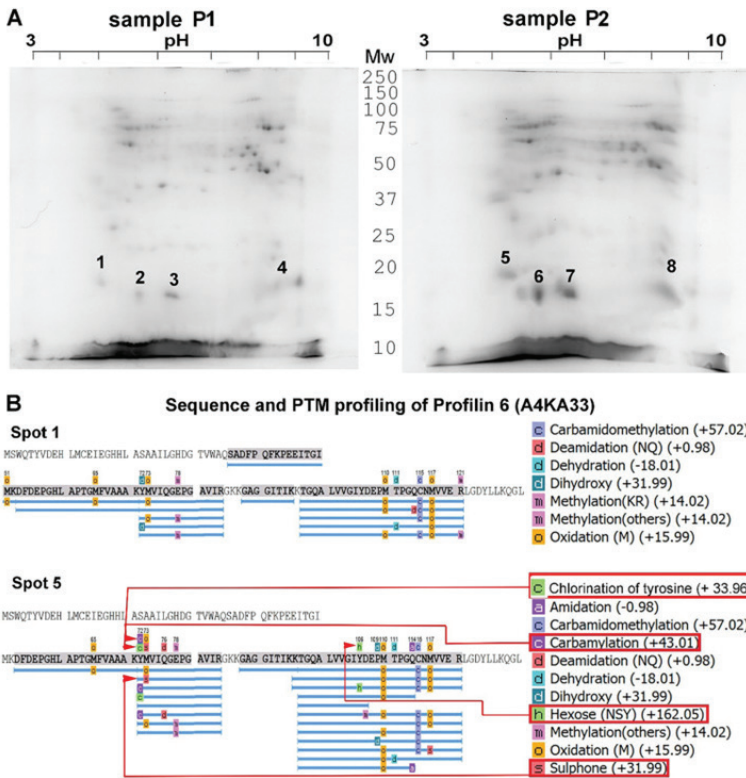 A
sample P1
sample P2
3 pH 10
3 pH 10
Mw
250
150
100
75
50
37
25
20
15
10
1 2 3 4
5 6 7 8
B Sequence and PTM profiling of Profilin 6 (A4KA33)
Spot 1
MSWQTYVDEH LMCEIEGHHL ASAAILGHDG TVWAQSADFP QFKPEEITGI
MKDFDEPGHL APTGMFVAAA KYMVIQGEPG AVIRGKKGAG GITIKKTGQA LVVGIYDEPM TPGQCNMVVE RLGDYLLKQGL
c Carbamidomethylation (+57.02)
d Deamidation (NQ) (+0.98)
d Dehydration (-18.01)
d Dihydroxy (+31.99)
m Methylation(KR) (+14.02)
m Methylation(others) (+14.02)
o Oxidation (M) (+15.99)
Spot 5
MSWQTYVDEH LMCEIEGHHL ASAAILGHDG TVWAQSADFP QFKPEEITGI
MKDFDEPGHL APTGMFVAAA KYMVIQGEPG AVIRGKKGAG GITIKKTGQA LVVGIYDEPM TPGQCNMVVE RLGDYLLKQGL
c Chlorination of tyrosine (+ 33.96
a Amidation (-0.98)
c Carbamidomethylation (+57.02)
c Carbamylation (+43.01)
d Deamidation (NQ) (+0.98)
d Dehydration (-18.01)
d Dihydroxy (+31.99)
h Hexose (NSY) (+162.05)
m Methylation(others) (+14.02)
o Oxidation (M) (+15.99)
s Sulphone (+31.99)